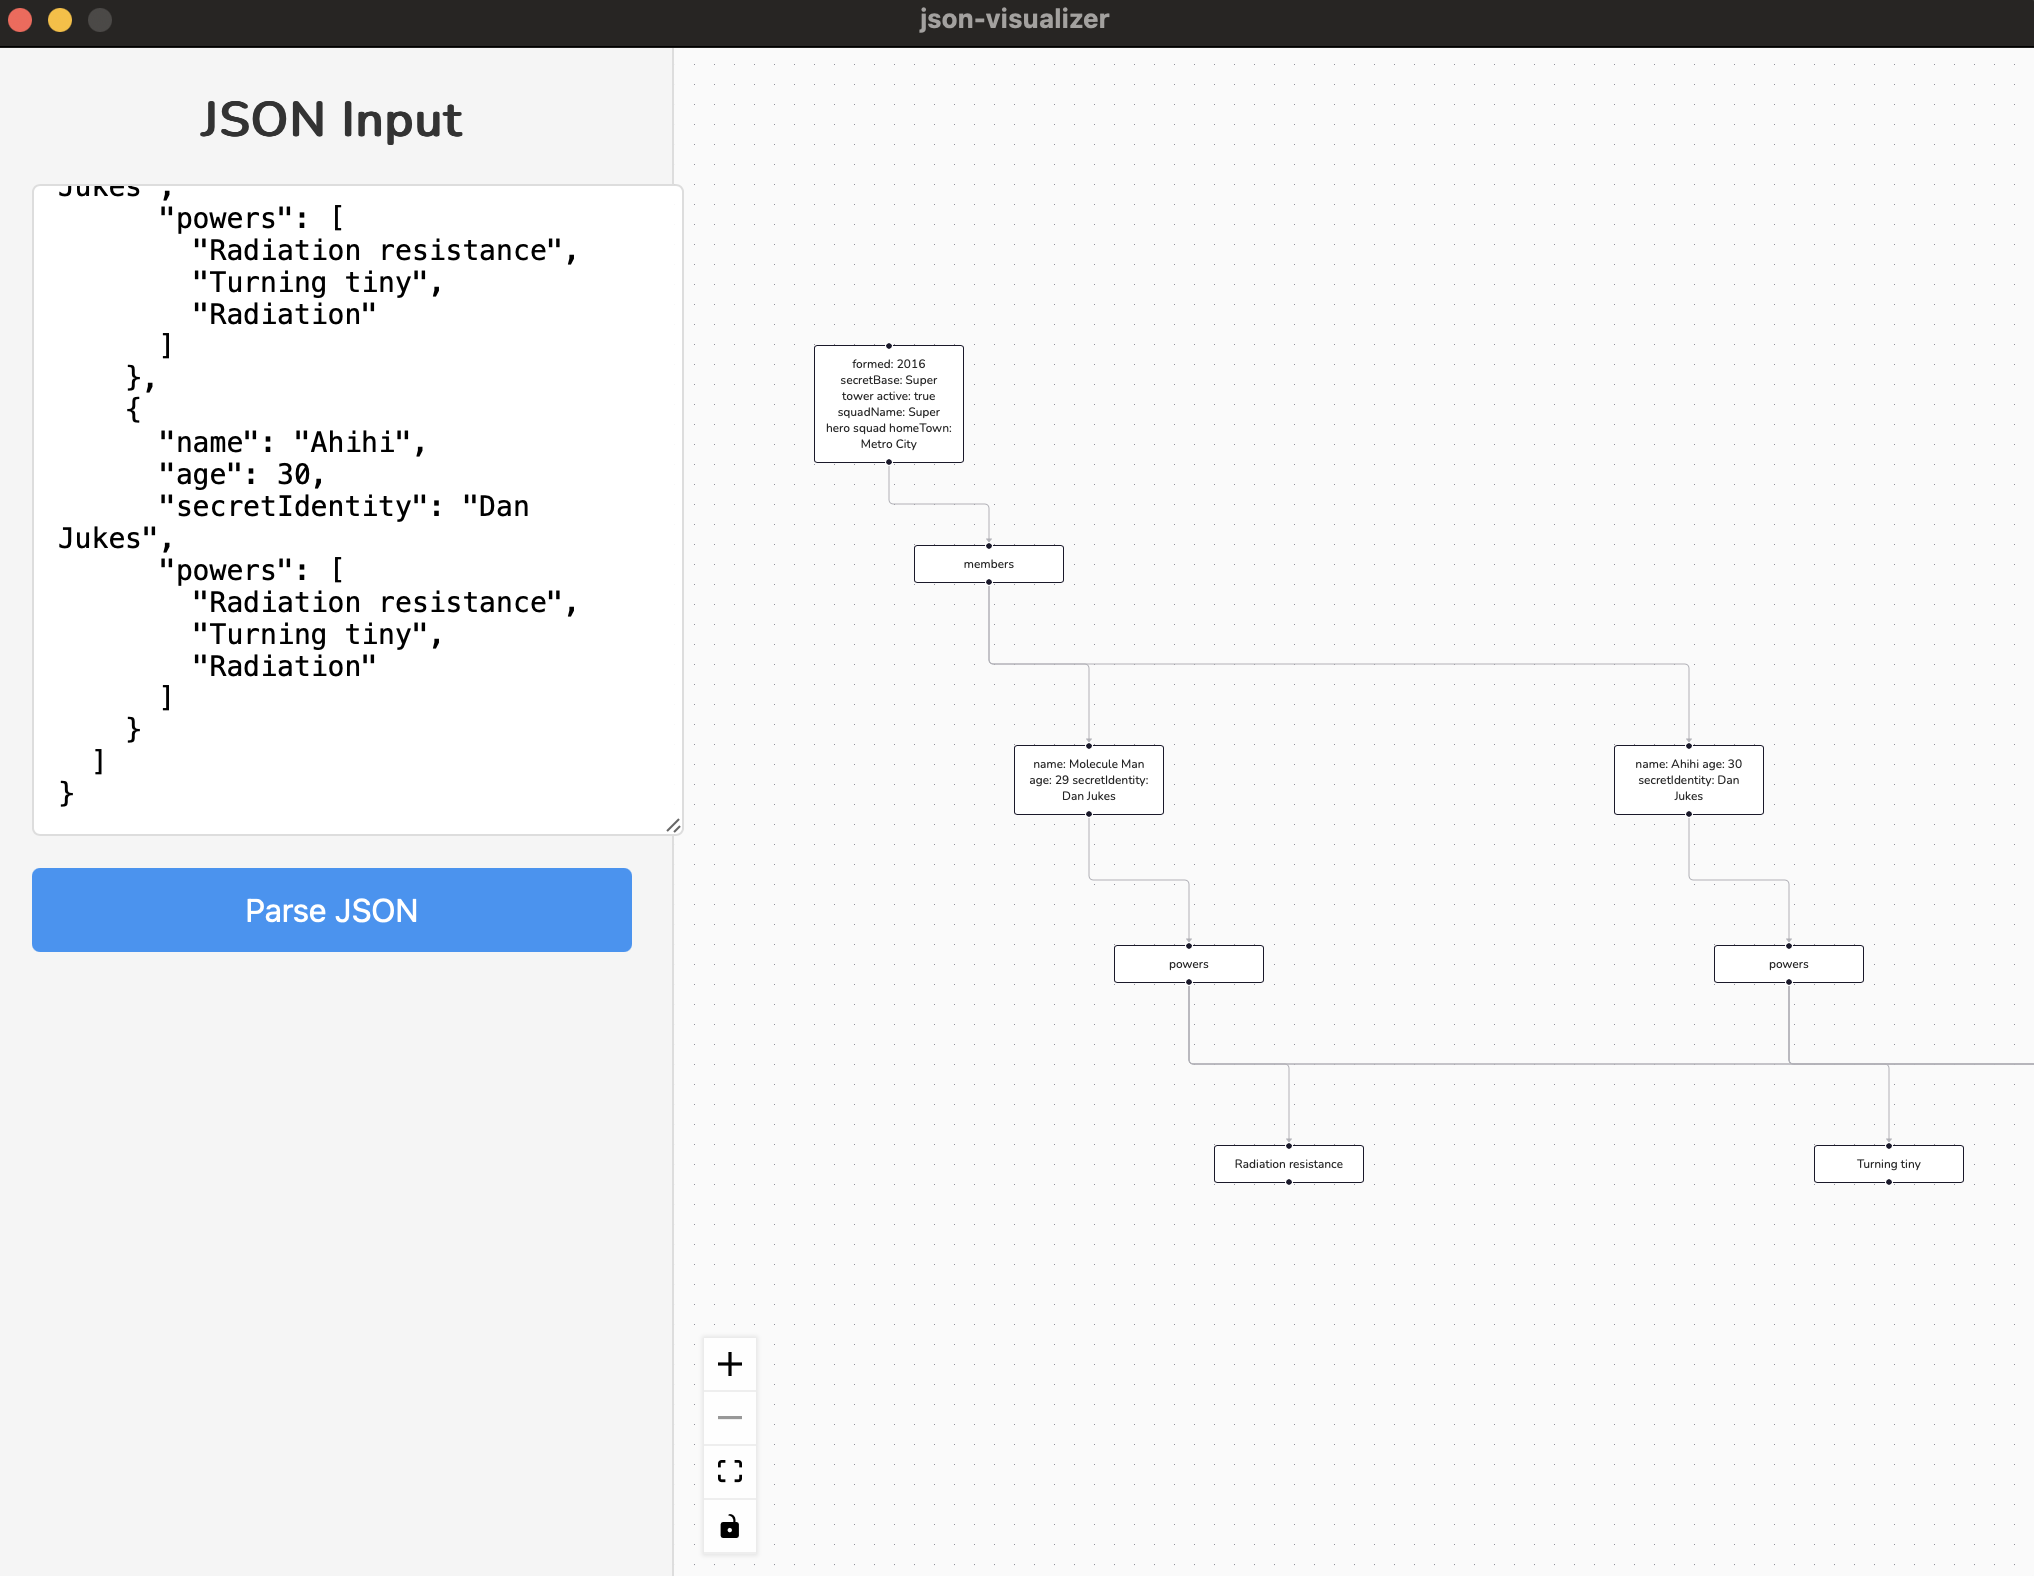 json-visualizer
JSON Input
Jukes",
"powers": [
"Radiation resistance",
"Turning tiny",
"Radiation"
]
},
{
"name": "Ahihi",
"age": 30,
"secretIdentity": "Dan
Jukes",
"powers": [
"Radiation resistance",
"Turning tiny",
"Radiation"
]
}
]
}
Parse JSON
formed: 2016
secretBase: Super
tower active: true
squadName: Super
hero squad homeTown:
Metro City
members
name: Molecule Man
age: 29 secretIdentity:
Dan Jukes
name: Ahihi age: 30
secretIdentity: Dan
Jukes
powers
powers
Radiation resistance
Turning tiny